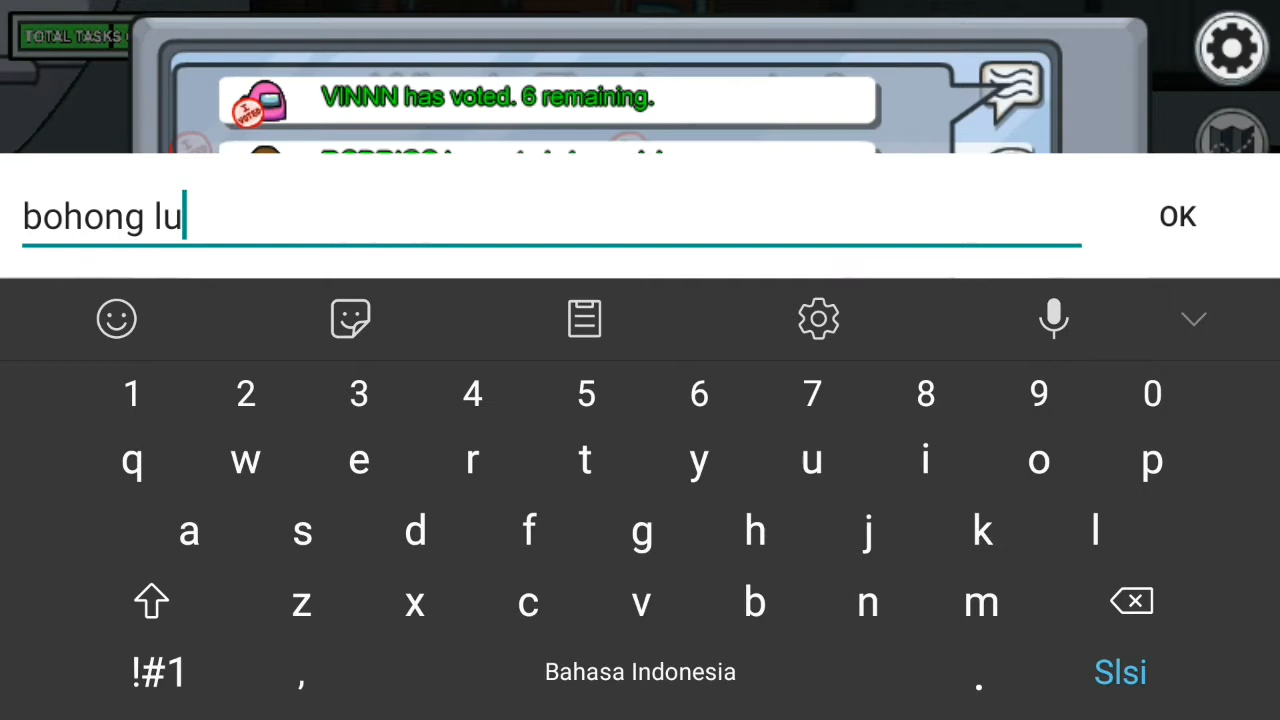 TOTAL TASKS
VINNN has voted. 6 remaining.
bohong lu
OK
1 2 3 4 5 6 7 8 9 0
q w e r t y u i o p
a s d f g h j k l
z x c v b n m
!#1 , Bahasa Indonesia . Slsi